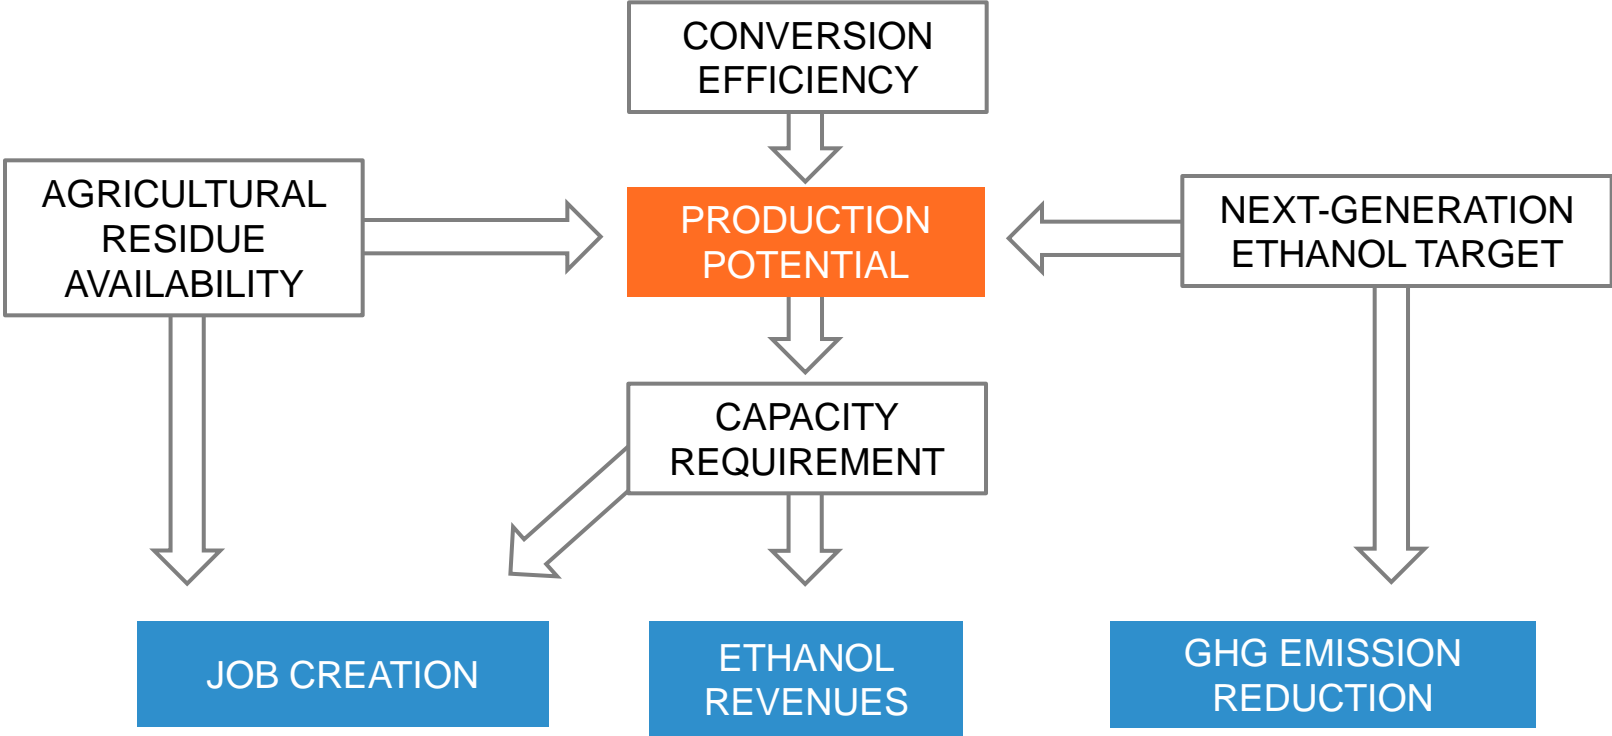 CONVERSION
EFFICIENCY
AGRICULTURAL
RESIDUE
AVAILABILITY
PRODUCTION
POTENTIAL
NEXT-GENERATION
ETHANOL TARGET
CAPACITY
REQUIREMENT
JOB CREATION
ETHANOL
REVENUES
GHG EMISSION
REDUCTION